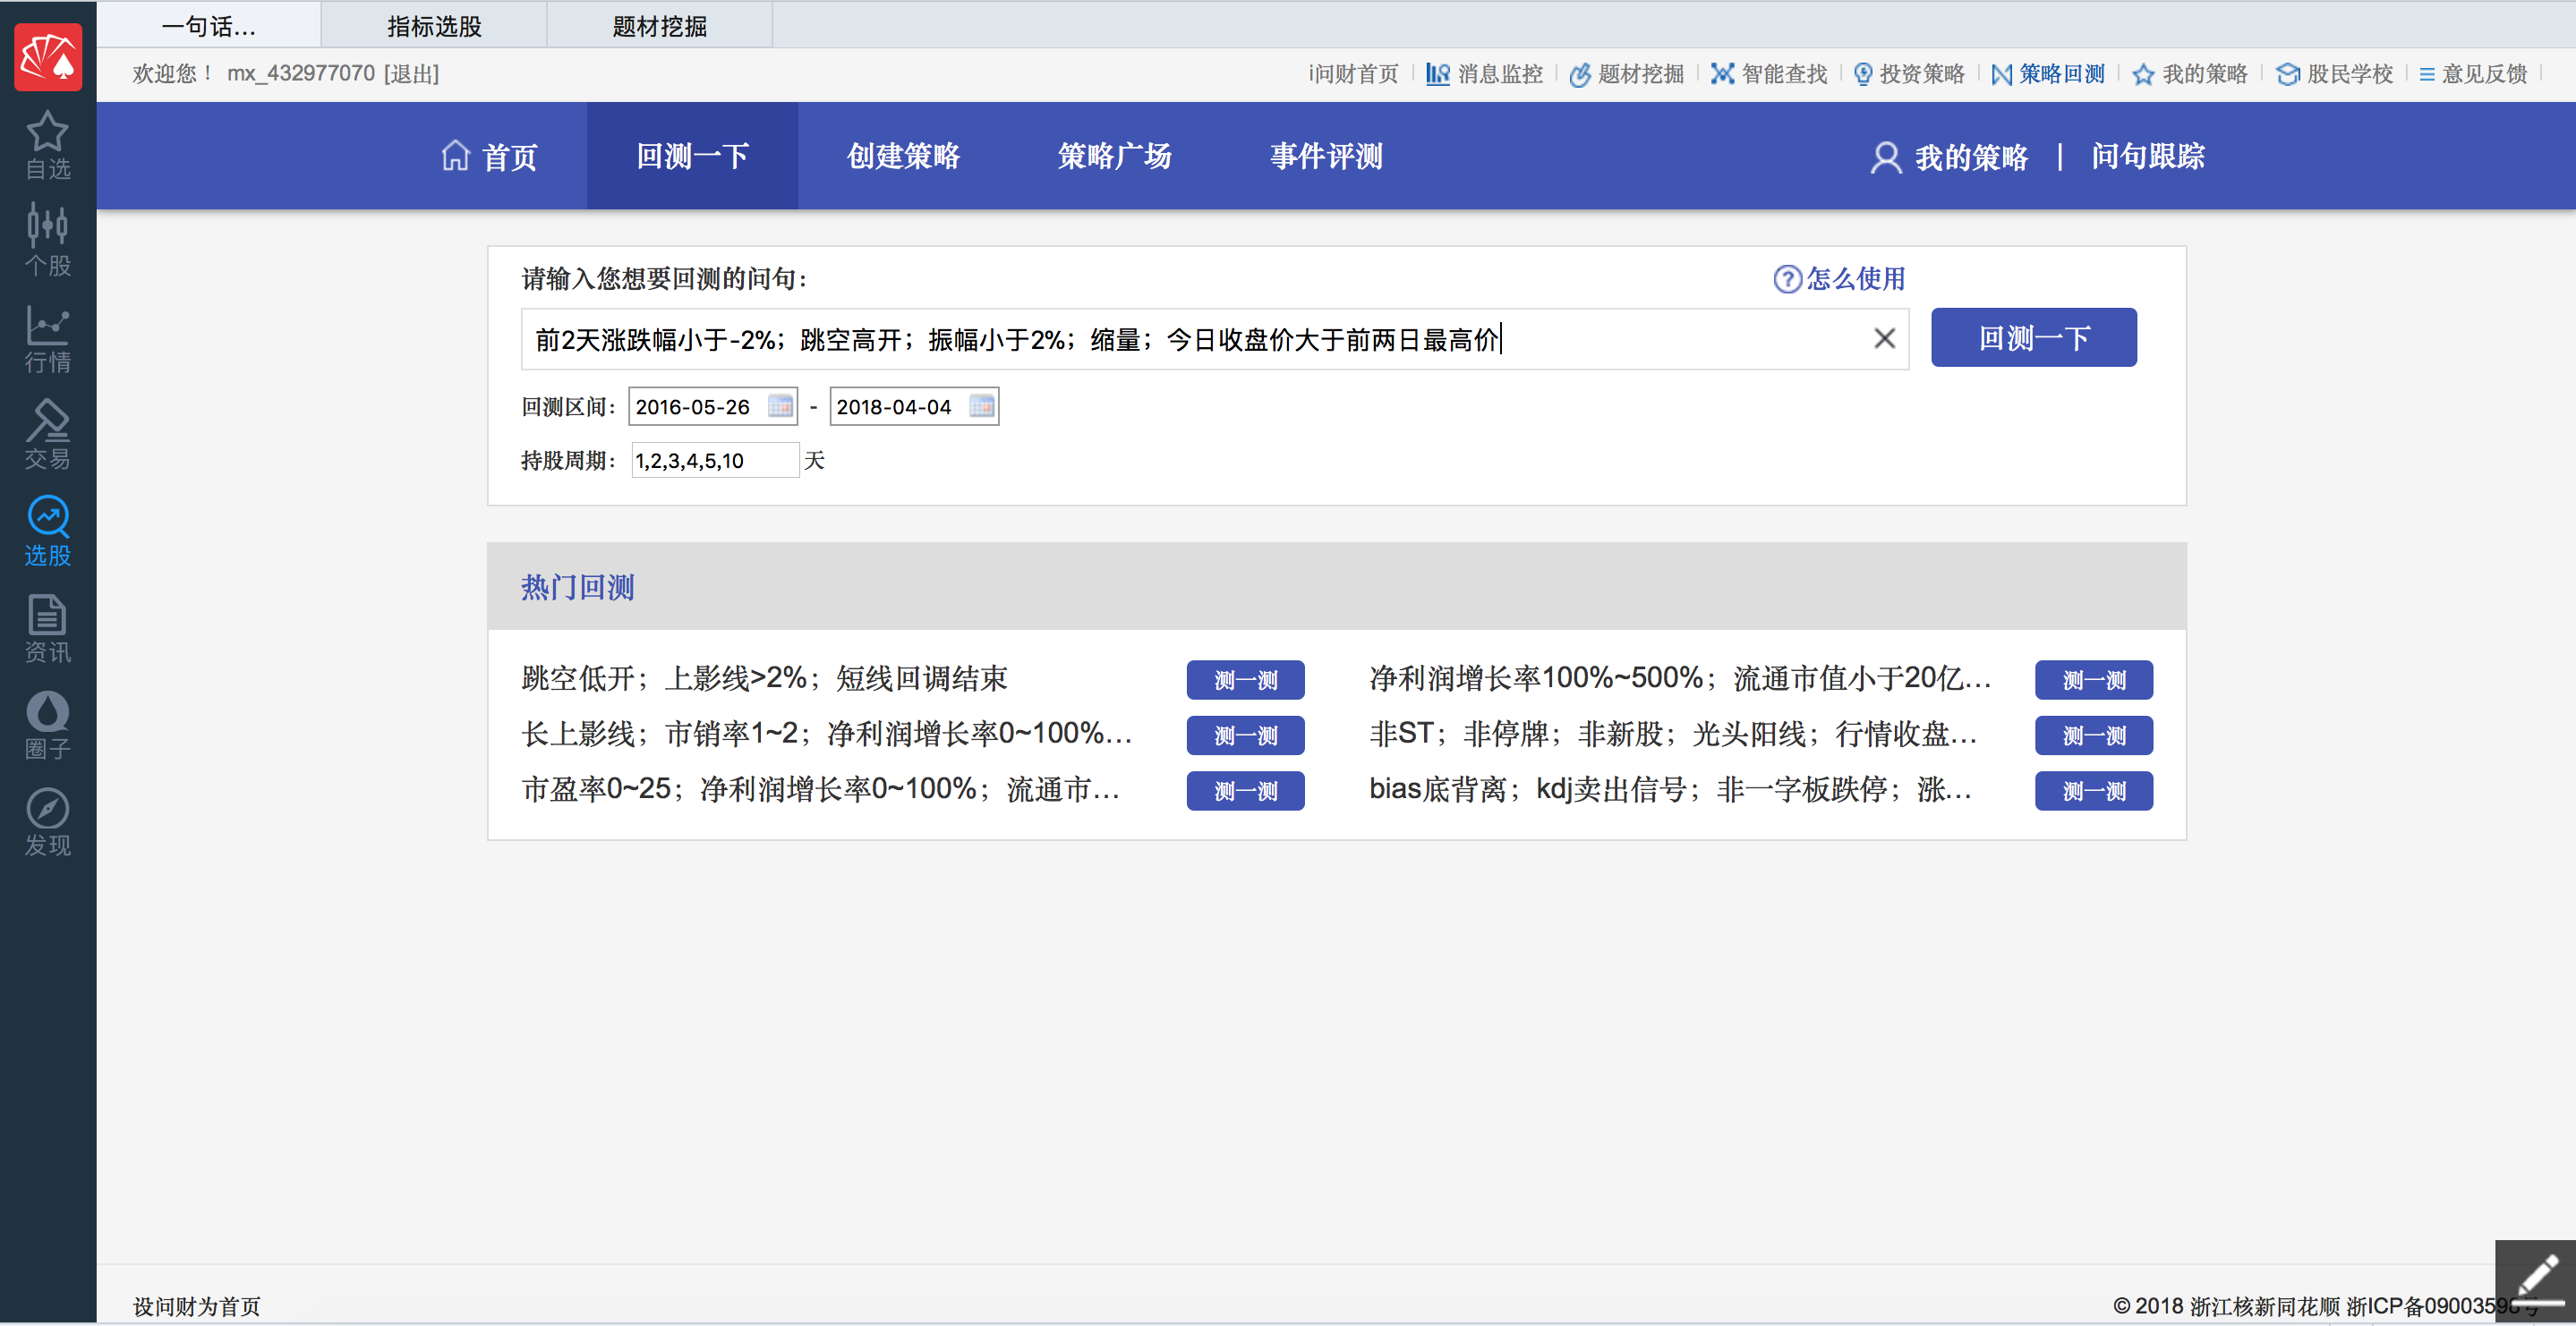 一句话...
指标选股
题材挖掘
欢迎您！ mx_432977070 [退出]
i问财首页
消息监控
题材挖掘
智能查找
投资策略
策略回测
我的策略
股民学校
意见反馈
首页
回测一下
创建策略
策略广场
事件评测
我的策略 | 问句跟踪
自选
个股
行情
交易
选股
资讯
圈子
发现
请输入您想要回测的问句：
怎么使用
前2天涨跌幅小于-2%；跳空高开；振幅小于2%；缩量；今日收盘价大于前两日最高价
回测一下
回测区间： 2016-05-26 - 2018-04-04
持股周期： 1,2,3,4,5,10 天
热门回测
跳空低开；上影线>2%；短线回调结束 测一测
净利润增长率100%~500%；流通市值小于20亿... 测一测
长上影线；市销率1~2；净利润增长率0~100%... 测一测
非ST；非停牌；非新股；光头阳线；行情收盘... 测一测
市盈率0~25；净利润增长率0~100%；流通市... 测一测
bias底背离；kdj卖出信号；非一字板跌停；涨... 测一测
设问财为首页
© 2018 浙江核新同花顺 浙ICP备09003598号